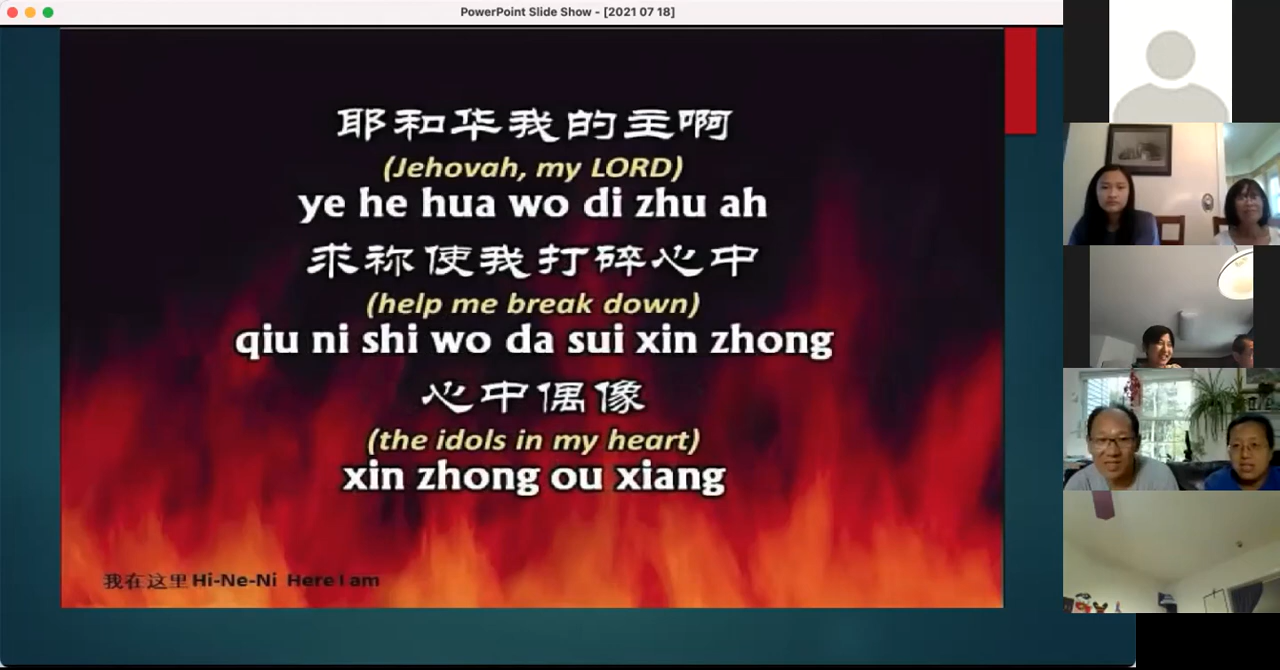 PowerPoint Slide Show - [2021 07 18]
耶和华我的主啊
(Jehovah, my LORD)
ye he hua wo di zhu ah
求祢使我打碎心中
(help me break down)
qiu ni shi wo da sui xin zhong
心中偶像
(the idols in my heart)
xin zhong ou xiang
我在这里 Hi-Ne-Ni Here I am